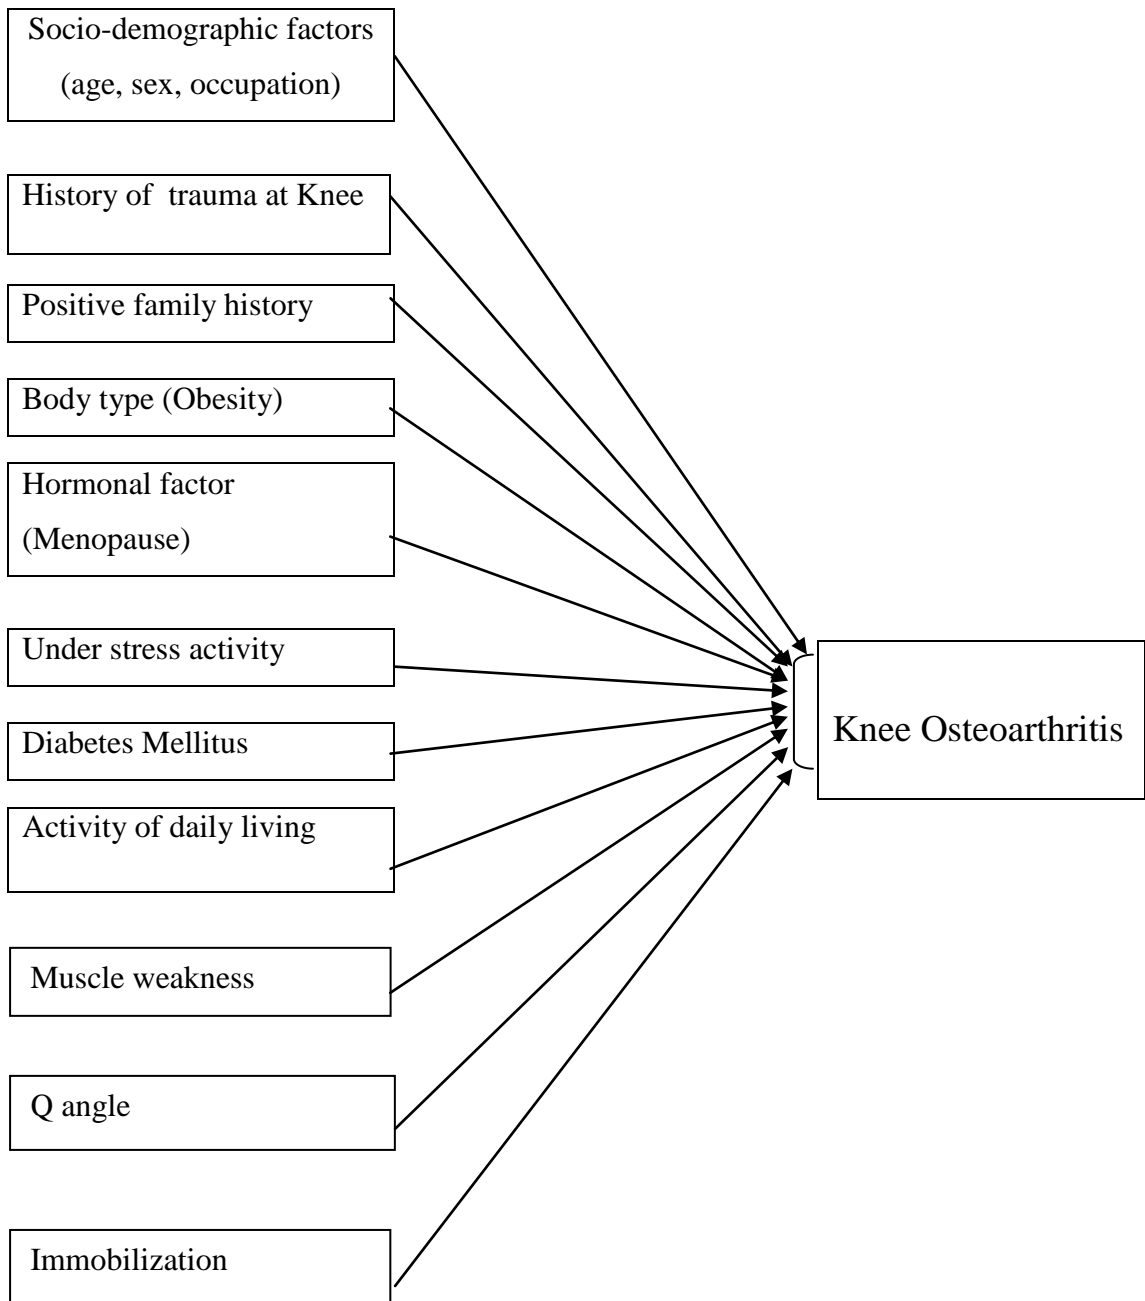 Socio-demographic factors
(age, sex, occupation)
History of trauma at Knee
Positive family history
Body type (Obesity)
Hormonal factor
(Menopause)
Under stress activity
Diabetes Mellitus
Activity of daily living
Muscle weakness
Q angle
Immobilization
Knee Osteoarthritis